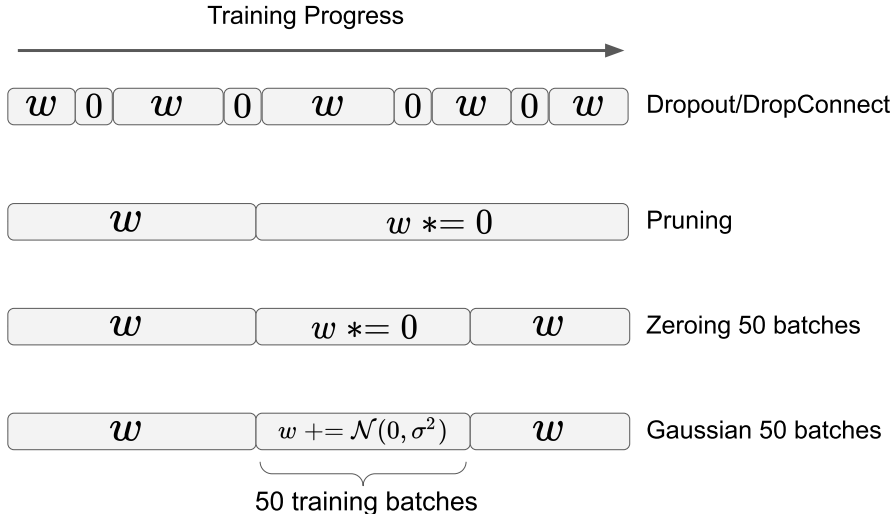 Training Progress
w 0 w 0 w 0 w 0 w Dropout/DropConnect
w w *= 0 Pruning
w w *= 0 w Zeroing 50 batches
w w += 𝒩(0, σ²) w Gaussian 50 batches
50 training batches